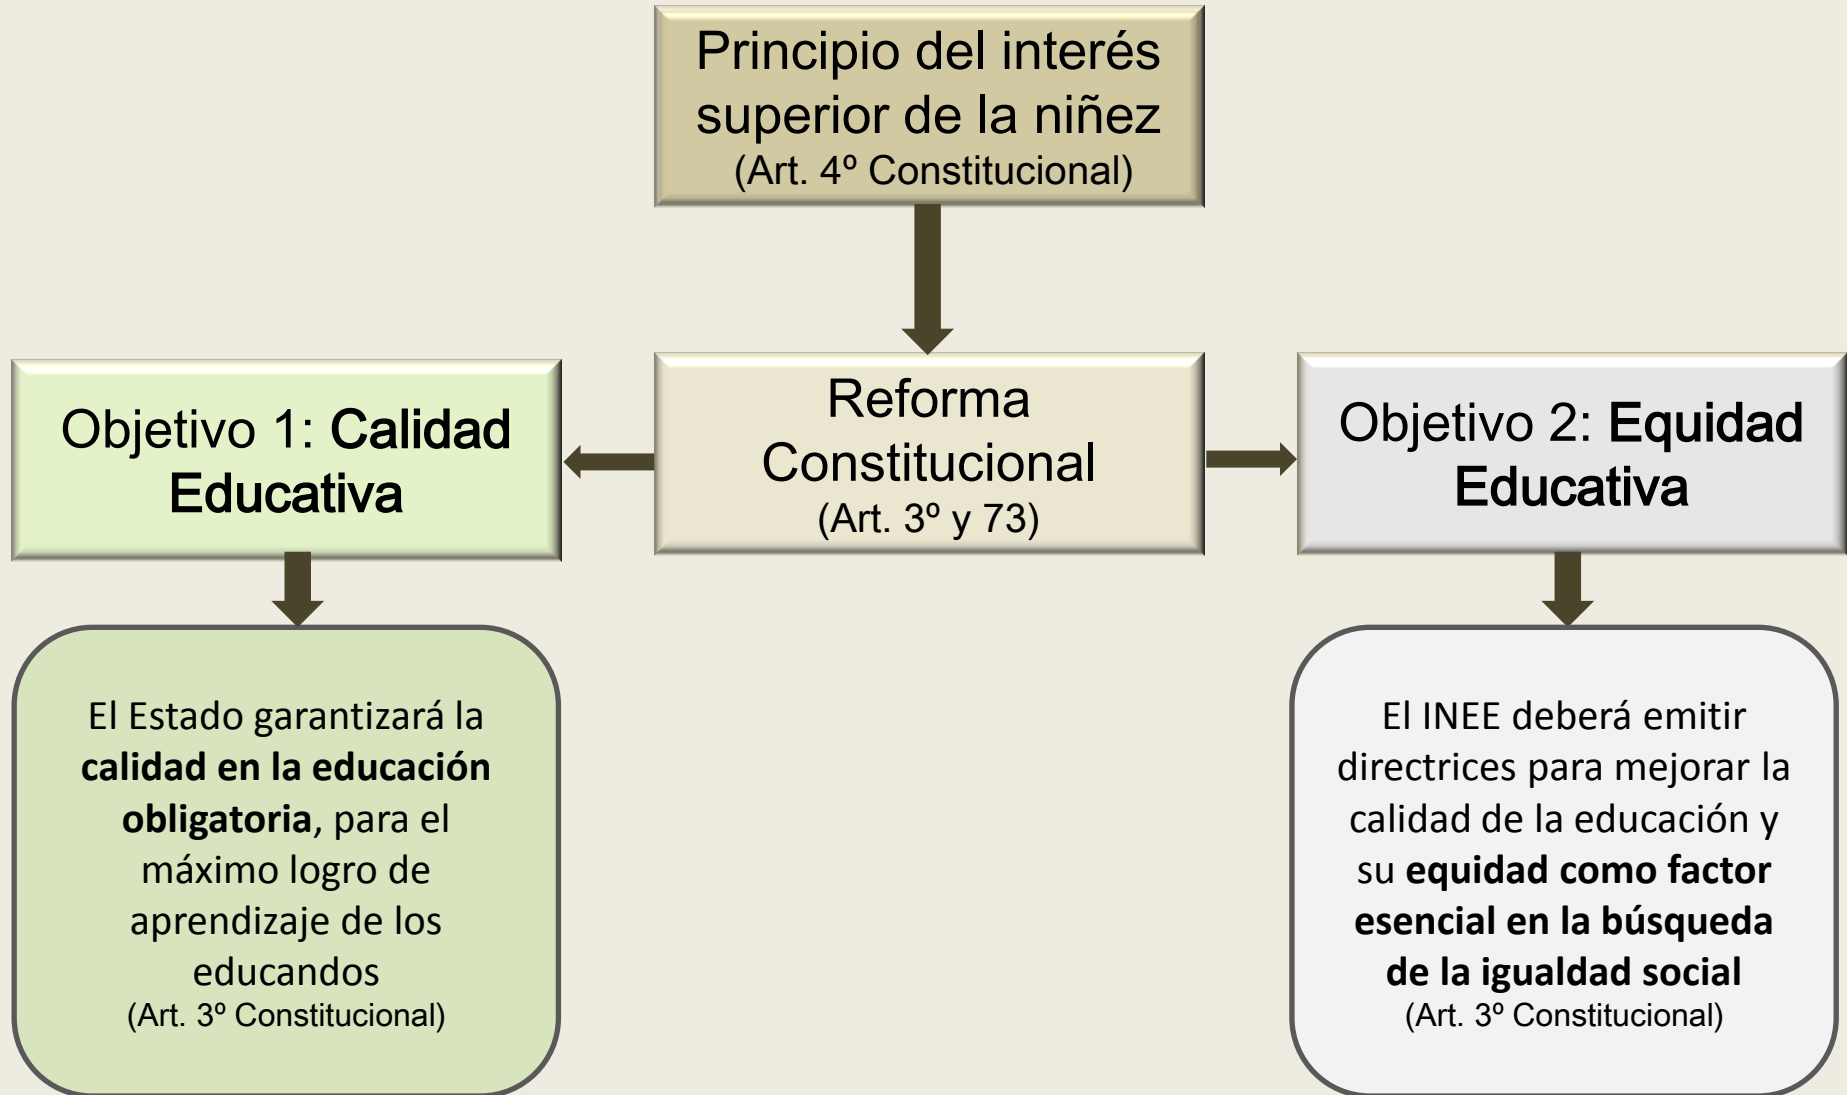 Principio del interés
superior de la niñez
(Art. 4º Constitucional)
Objetivo 1: Calidad
Educativa
Reforma
Constitucional
(Art. 3º y 73)
Objetivo 2: Equidad
Educativa
El Estado garantizará la
calidad en la educación
obligatoria, para el
máximo logro de
aprendizaje de los
educandos
(Art. 3º Constitucional)
El INEE deberá emitir
directrices para mejorar la
calidad de la educación y
su equidad como factor
esencial en la búsqueda
de la igualdad social
(Art. 3º Constitucional)